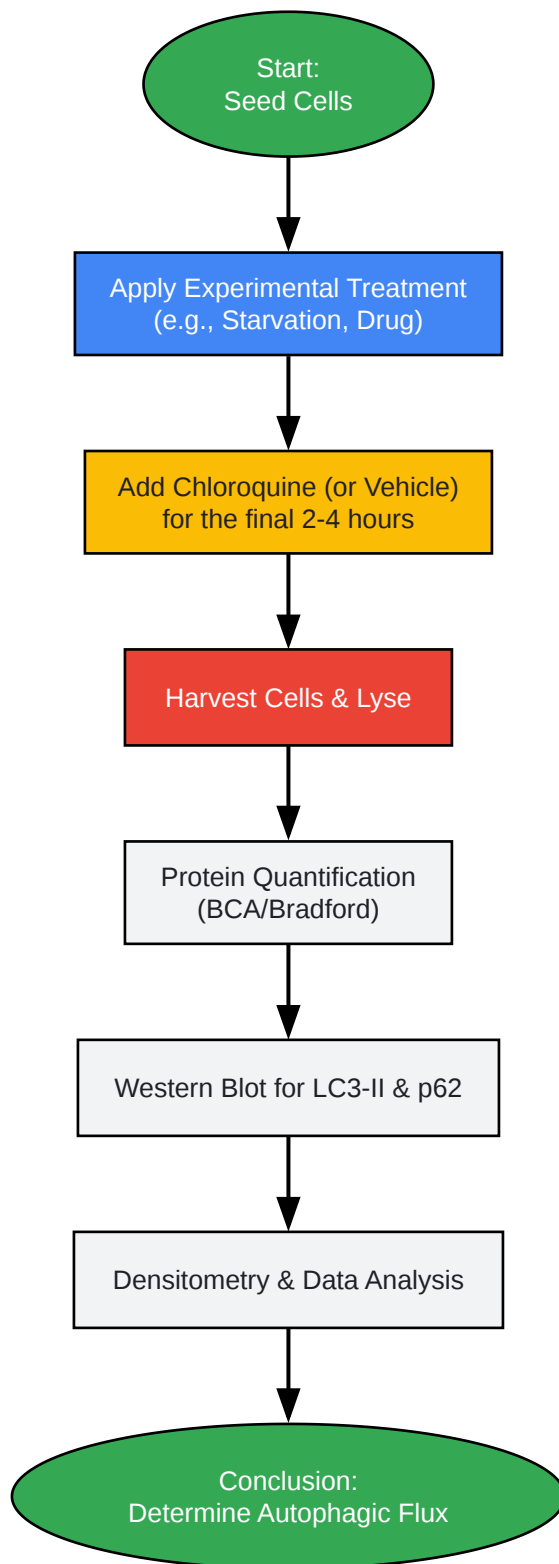 Start:
Seed Cells
Apply Experimental Treatment
(e.g., Starvation, Drug)
Add Chloroquine (or Vehicle)
for the final 2-4 hours
Harvest Cells & Lyse
Protein Quantification
(BCA/Bradford)
Western Blot for LC3-II & p62
Densitometry & Data Analysis
Conclusion:
Determine Autophagic Flux